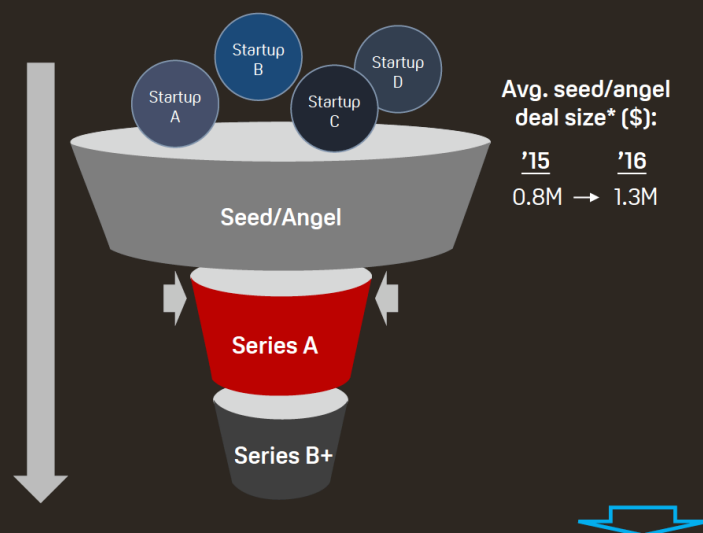 Startup
A
Startup
B
Startup
C
Startup
D
Avg. seed/angel
deal size* ($):
’15 ’16
0.8M → 1.3M
Seed/Angel
Series A
Series B+